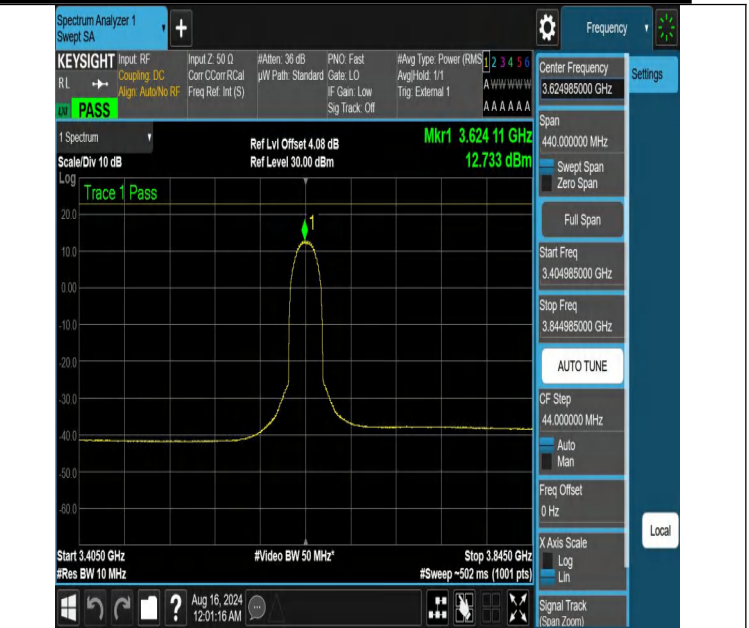 Spectrum Analyzer 1
Swept SA
+
Frequency
KEYSIGHT
RL
LXI
PASS
Input: RF
Coupling: DC
Align: Auto/No RF
Input Z: 50 Ω
Corr CCorr RCal
Freq Ref: Int (S)
#Atten: 36 dB
µW Path: Standard
PNO: Fast
Gate: LO
IF Gain: Low
Sig Track: Off
#Avg Type: Power (RMS
Avg|Hold: 1/1
Trig: External 1
1 2 3 4 5 6
A W W W W W
A A A A A A
Center Frequency
3.624985000 GHz
Settings
1 Spectrum
Scale/Div 10 dB
Log
Ref Lvl Offset 4.08 dB
Ref Level 30.00 dBm
Mkr1 3.624 11 GHz
12.733 dBm
Trace 1 Pass
1
20.0
10.0
0.00
-10.0
-20.0
-30.0
-40.0
-50.0
-60.0
Start 3.4050 GHz
#Res BW 10 MHz
#Video BW 50 MHz*
Stop 3.8450 GHz
#Sweep ~502 ms (1001 pts)
Span
440.000000 MHz
Swept Span
Zero Span
Full Span
Start Freq
3.404985000 GHz
Stop Freq
3.844985000 GHz
AUTO TUNE
CF Step
44.000000 MHz
Auto
Man
Freq Offset
0 Hz
X Axis Scale
Log
Lin
Signal Track
(Span Zoom)
Local
?
Aug 16, 2024
12:01:16 AM